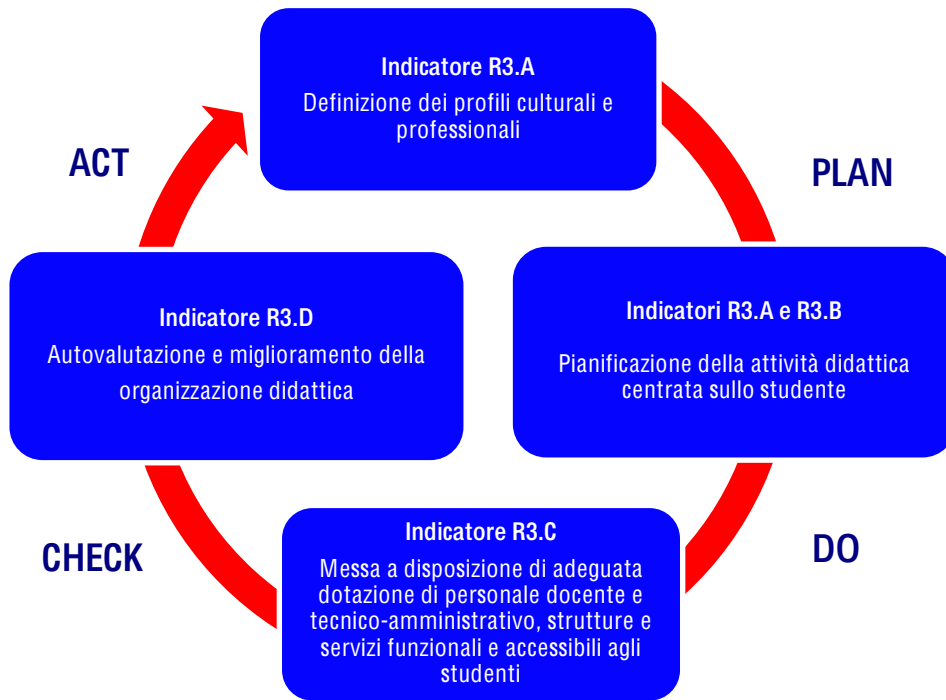 Indicatore R3.A
Definizione dei profili culturali e
professionali
ACT
PLAN
Indicatore R3.D
Autovalutazione e miglioramento della
organizzazione didattica
Indicatori R3.A e R3.B
Pianificazione della attività didattica
centrata sullo studente
CHECK
DO
Indicatore R3.C
Messa a disposizione di adeguata
dotazione di personale docente e
tecnico-amministrativo, strutture e
servizi funzionali e accessibili agli
studenti